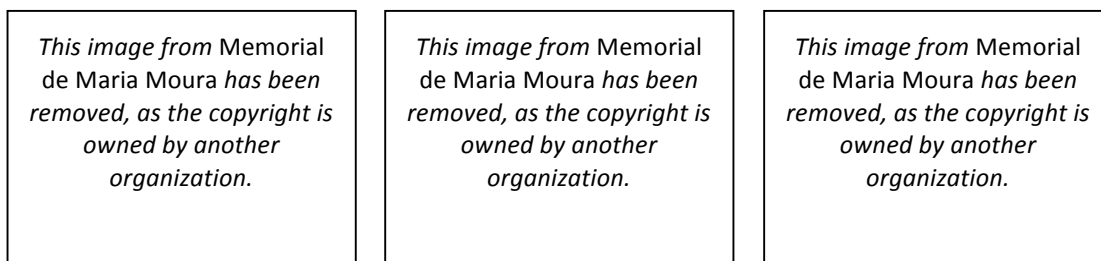 This image from Memorial
de Maria Moura has been
removed, as the copyright is
owned by another
organization.
This image from Memorial
de Maria Moura has been
removed, as the copyright is
owned by another
organization.
This image from Memorial
de Maria Moura has been
removed, as the copyright is
owned by another
organization.